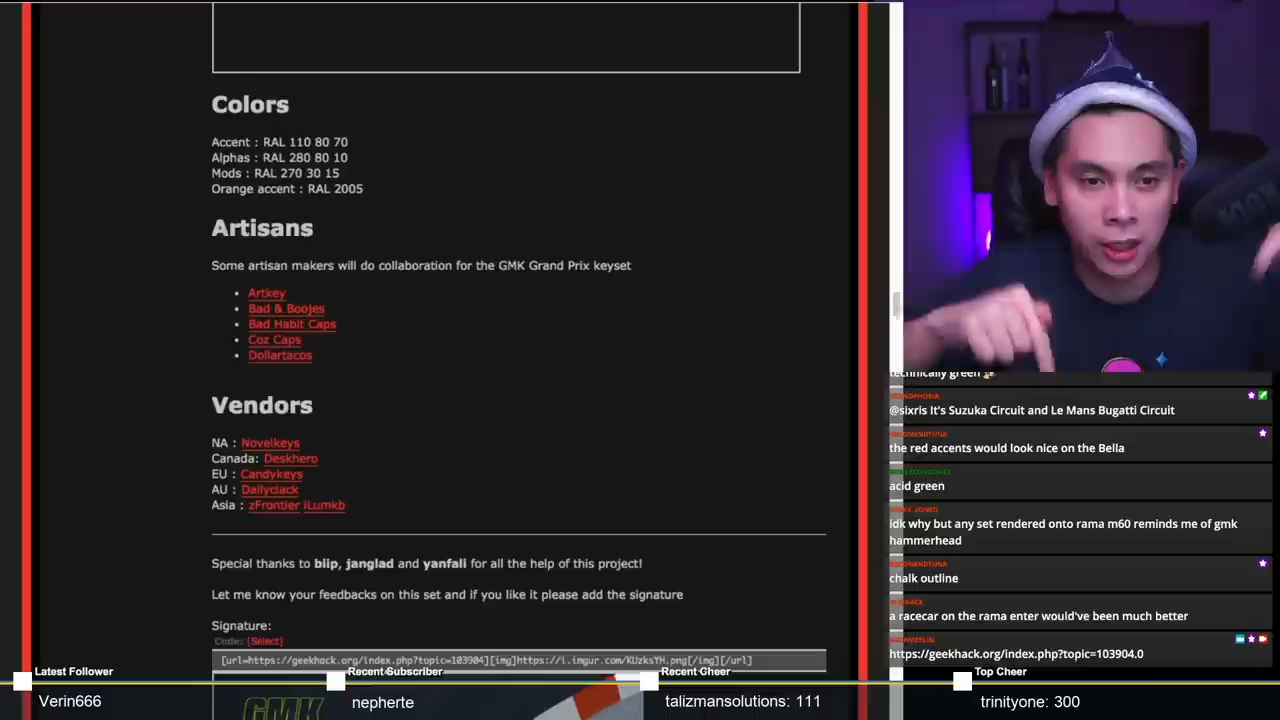 Colors
Accent : RAL 110 80 70
Alphas : RAL 280 80 10
Mods : RAL 270 30 15
Orange accent : RAL 2005
Artisans
Some artisan makers will do collaboration for the GMK Grand Prix keyset
Artkey
Bad & Boojes
Bad Habit Caps
Coz Caps
Dollartacos
Vendors
NA : Novelkeys
Canada: Deskhero
EU : Candykeys
AU : Dailyclack
Asia : zFrontier iLumkb
Special thanks to biip, janglad and yanfali for all the help of this project!
Let me know your feedbacks on this set and if you like it please add the signature
Signature:
Code: [Select]
[url=https://geekhack.org/index.php?topic=103904][img]https://i.imgur.com/KUzksYH.png[/img][/url]
GMK
technically green
@sixris It's Suzuka Circuit and Le Mans Bugatti Circuit
the red accents would look nice on the Bella
acid green
idk why but any set rendered onto rama m60 reminds me of gmk
hammerhead
chalk outline
a racecar on the rama enter would've been much better
https://geekhack.org/index.php?topic=103904.0
Latest Follower
Verin666
Recent Subscriber
nepherte
Recent Cheer
talizmansolutions: 111
Top Cheer
trinityone: 300